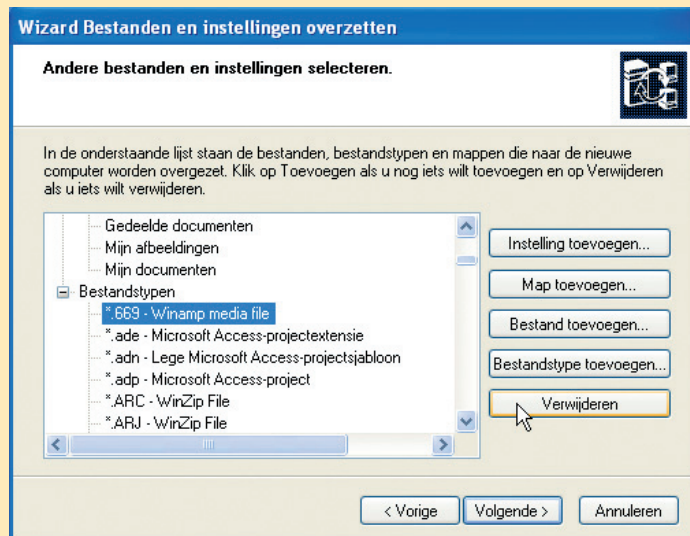 Wizard Bestanden en instellingen overzetten
Andere bestanden en instellingen selecteren.
In de onderstaande lijst staan de bestanden, bestandstypen en mappen die naar de nieuwe
computer worden overgezet. Klik op Toevoegen als u nog iets wilt toevoegen en op Verwijderen
als u iets wilt verwijderen.
Gedeelde documenten
Mijn afbeeldingen
Mijn documenten
Bestandstypen
*.669 - Winamp media file
*.ade - Microsoft Access-projectextensie
*.adn - Lege Microsoft Access-projectsjabloon
*.adp - Microsoft Access-project
*.ARC - WinZip File
*.ARJ - WinZip File
Instelling toevoegen...
Map toevoegen...
Bestand toevoegen...
Bestandstype toevoegen...
Verwijderen
< Vorige
Volgende >
Annuleren